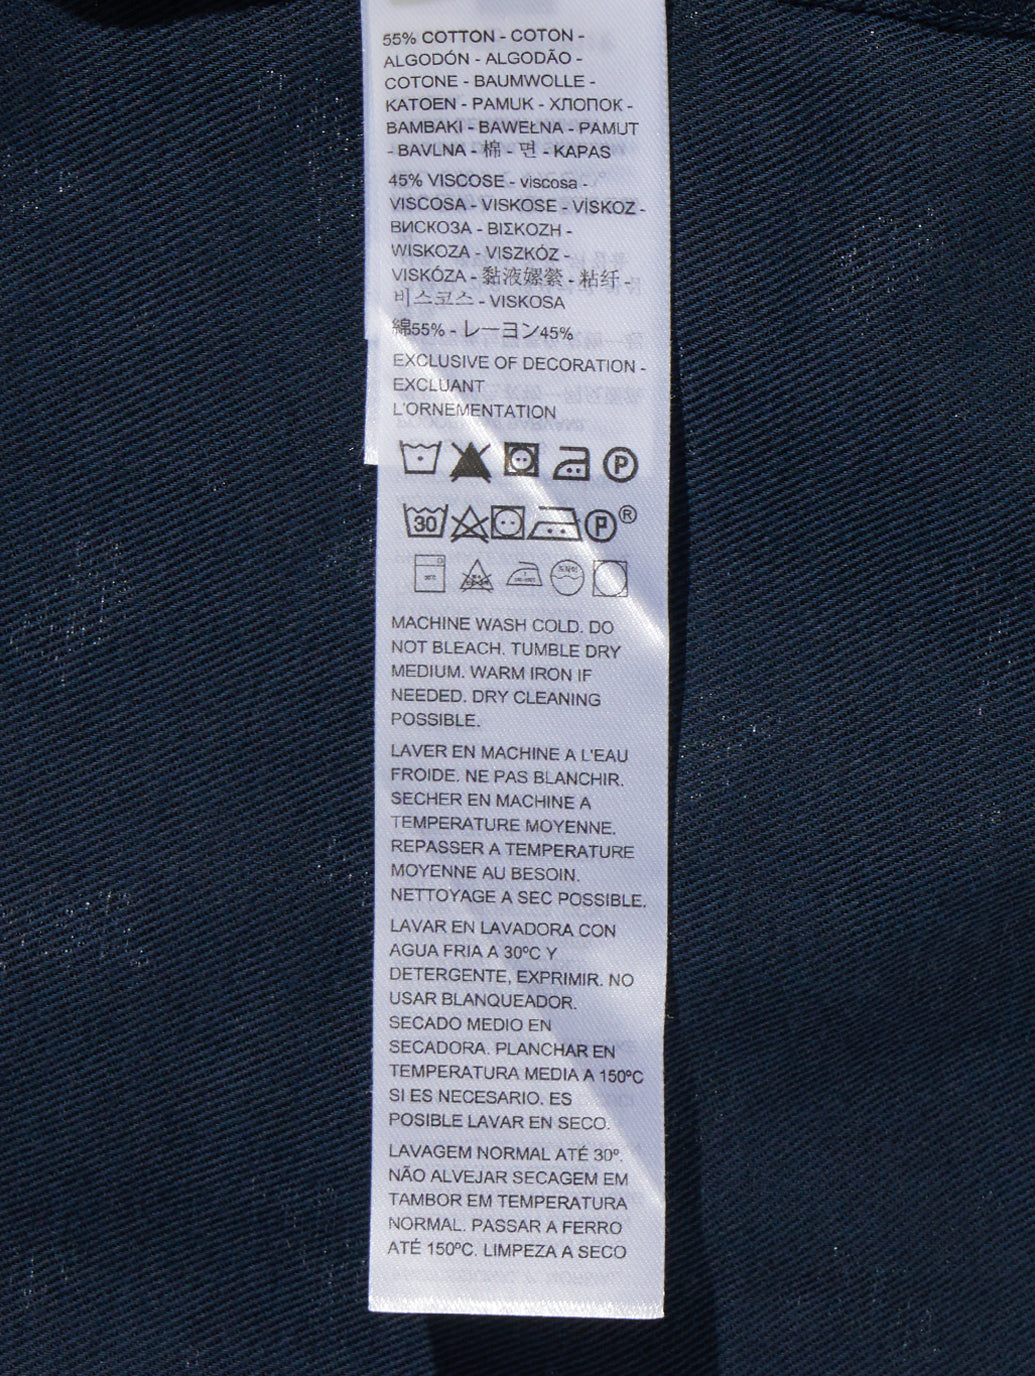 55% COTTON - COTON -
ALGODÓN - ALGODÃO -
COTONE - BAUMWOLLE -
KATOEN - PAMUK - ХЛОПОК -
BAMBAKI - BAWEŁNA - PAMUT
- BAVLNA - 棉 - 면 - KAPAS
45% VISCOSE - viscosa -
VISCOSA - VISKOSE - VİSKOZ -
ВИСКОЗА - ΒΙΣΚΟΖΗ -
WISKOZA - VISZKÓZ -
VISKÓZA - 黏液嫘縈 - 粘纤 -
비스코스 - VISKOSA
綿55% - レーヨン45%
EXCLUSIVE OF DECORATION -
EXCLUANT
L'ORNEMENTATION
P
30 P ®
MACHINE WASH COLD. DO
NOT BLEACH. TUMBLE DRY
MEDIUM. WARM IRON IF
NEEDED. DRY CLEANING
POSSIBLE.
LAVER EN MACHINE A L'EAU
FROIDE. NE PAS BLANCHIR.
SECHER EN MACHINE A
TEMPERATURE MOYENNE.
REPASSER A TEMPERATURE
MOYENNE AU BESOIN.
NETTOYAGE A SEC POSSIBLE.
LAVAR EN LAVADORA CON
AGUA FRIA A 30ºC Y
DETERGENTE, EXPRIMIR. NO
USAR BLANQUEADOR.
SECADO MEDIO EN
SECADORA. PLANCHAR EN
TEMPERATURA MEDIA A 150ºC
SI ES NECESARIO. ES
POSIBLE LAVAR EN SECO.
LAVAGEM NORMAL ATÉ 30º.
NÃO ALVEJAR SECAGEM EM
TAMBOR EM TEMPERATURA
NORMAL. PASSAR A FERRO
ATÉ 150ºC. LIMPEZA A SECO